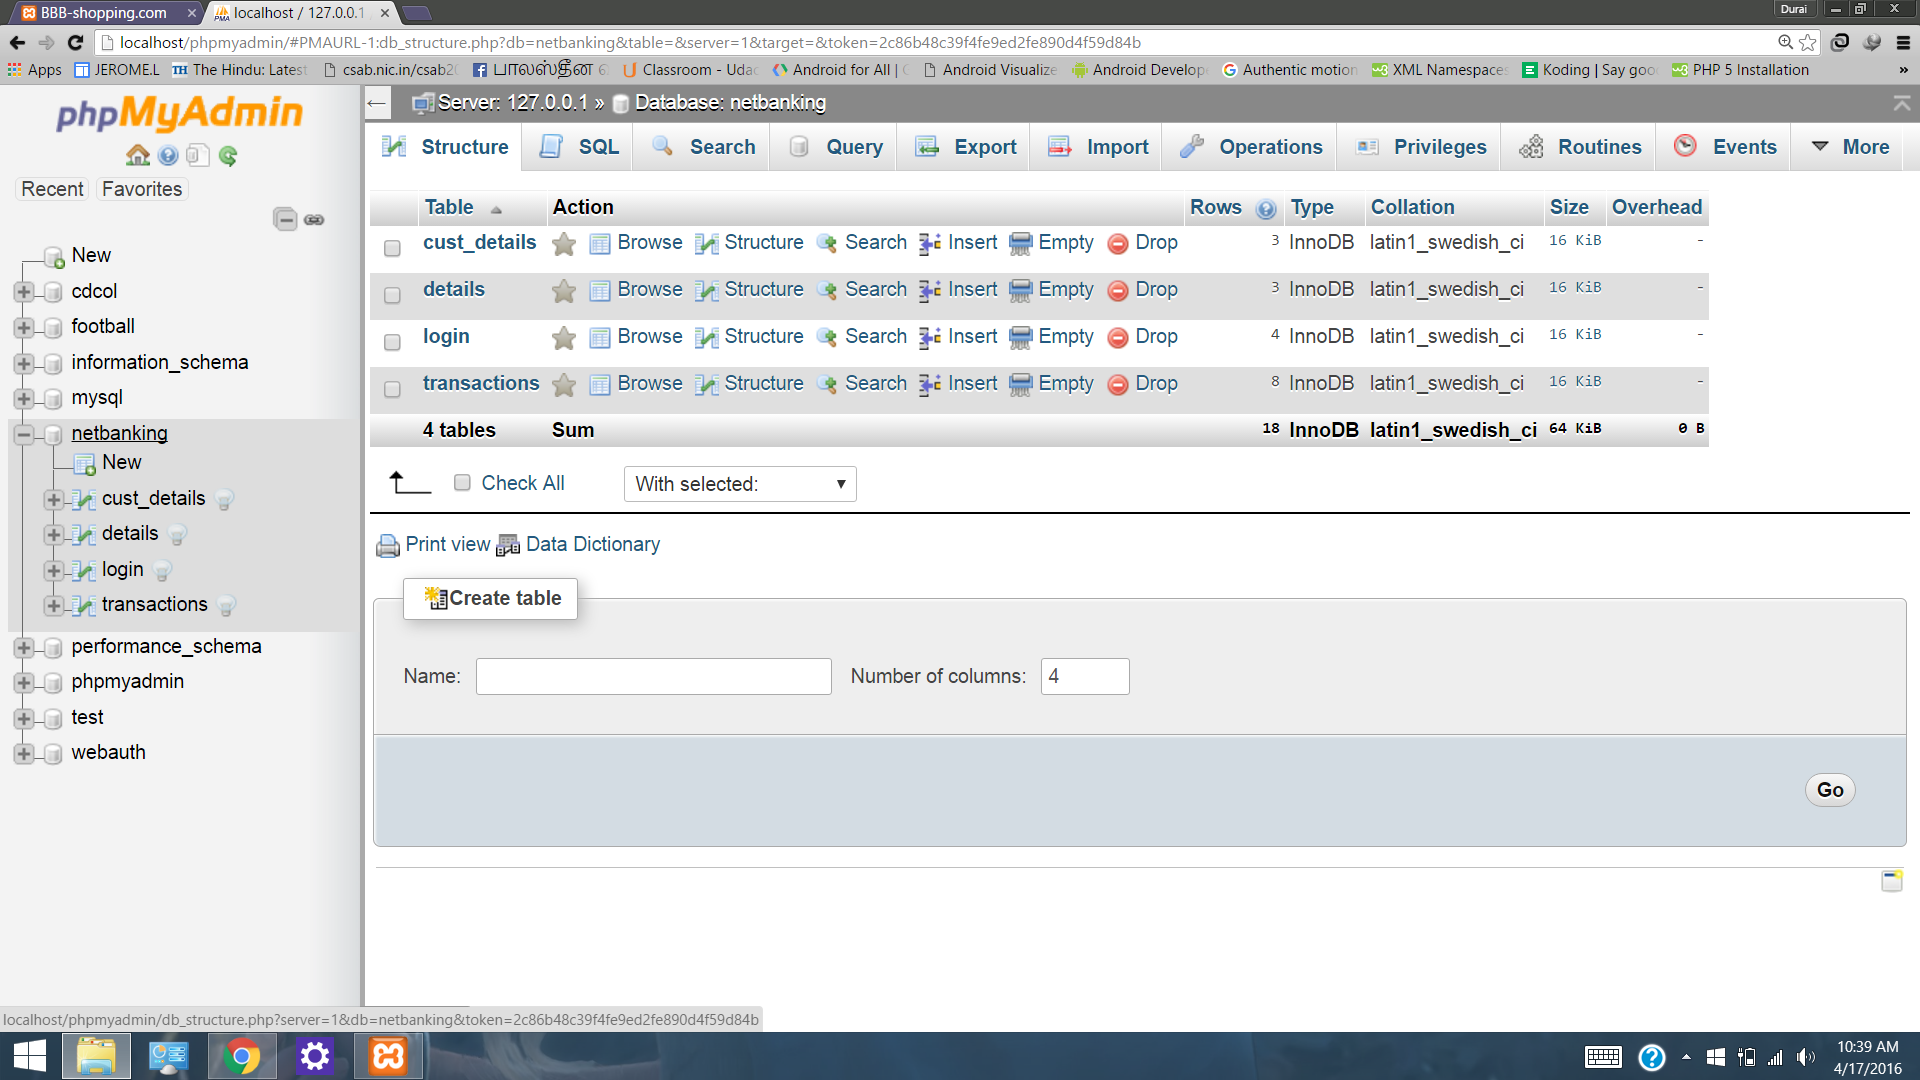 BBB-shopping.com
localhost / 127.0.0.1
Durai
localhost/phpmyadmin/#PMAURL-1:db_structure.php?db=netbanking&table=&server=1&target=&token=2c86b48c39f4fe9ed2fe890d4f59d84b
Apps JEROME.L The Hindu: Latest csab.nic.in/csab20 Classroom - Udac Android for All | Android Visualize Android Develop Authentic motion XML Namespaces Koding | Say goo PHP 5 Installation »
phpMyAdmin
Recent Favorites
New
cdcol
football
information_schema
mysql
netbanking
New
cust_details
details
login
transactions
performance_schema
phpmyadmin
test
webauth
Server: 127.0.0.1 » Database: netbanking
Structure SQL Search Query Export Import Operations Privileges Routines Events More
Table Action Rows Type Collation Size Overhead
cust_details Browse Structure Search Insert Empty Drop 3 InnoDB latin1_swedish_ci 16 KiB -
details Browse Structure Search Insert Empty Drop 3 InnoDB latin1_swedish_ci 16 KiB -
login Browse Structure Search Insert Empty Drop 4 InnoDB latin1_swedish_ci 16 KiB -
transactions Browse Structure Search Insert Empty Drop 8 InnoDB latin1_swedish_ci 16 KiB -
4 tables Sum 18 InnoDB latin1_swedish_ci 64 KiB 0 B
Check All With selected:
Print view Data Dictionary
Create table
Name: Number of columns: 4
Go
localhost/phpmyadmin/db_structure.php?server=1&db=netbanking&token=2c86b48c39f4fe9ed2fe890d4f59d84b
10:39 AM
4/17/2016